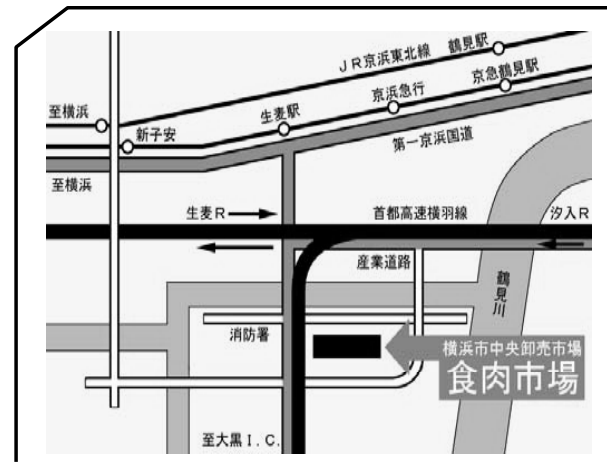 JR京浜東北線
鶴見駅
京急鶴見駅
京浜急行
生麦駅
至横浜
新子安
第一京浜国道
至横浜
生麦R
首都高速横羽線
汐入R
産業道路
鶴見川
消防署
横浜市中央卸売市場
食肉市場
至大黒I.C.